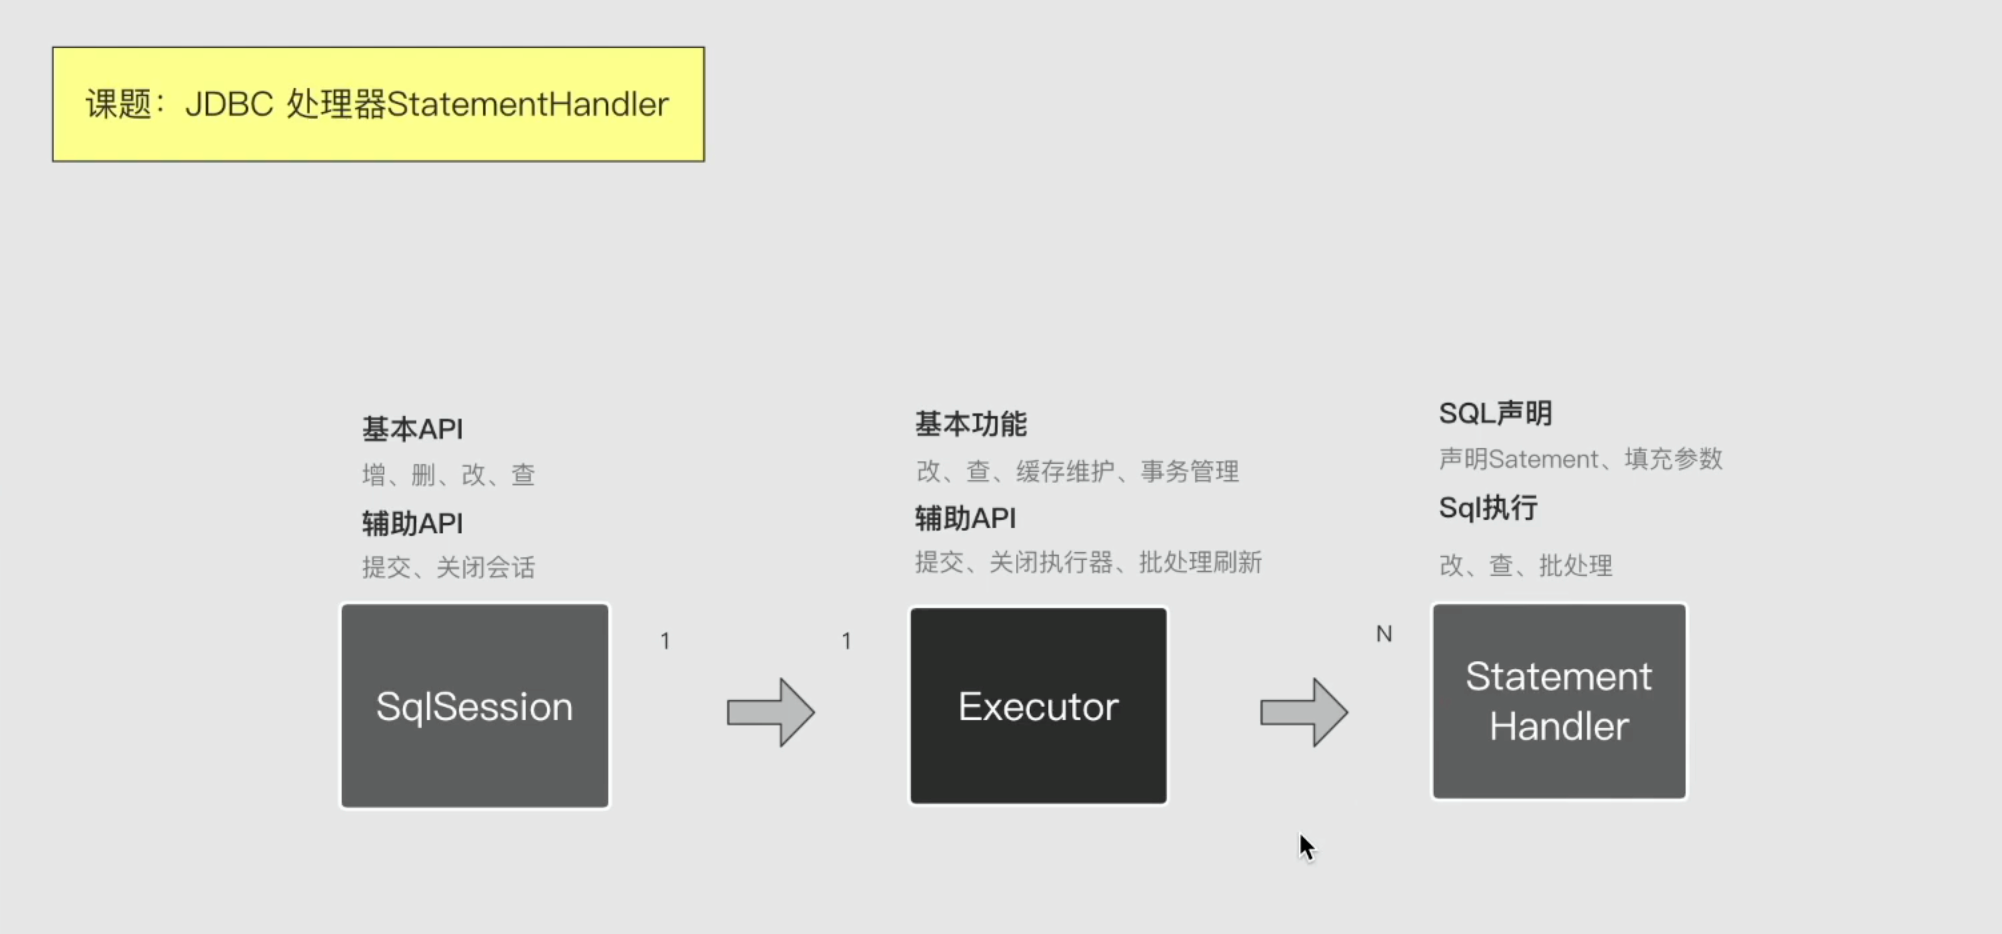 课题：JDBC 处理器StatementHandler
基本API
增、删、改、查
辅助API
提交、关闭会话
SqlSession
1
1
基本功能
改、查、缓存维护、事务管理
辅助API
提交、关闭执行器、批处理刷新
Executor
N
SQL声明
声明Satement、填充参数
Sql执行
改、查、批处理
Statement
Handler